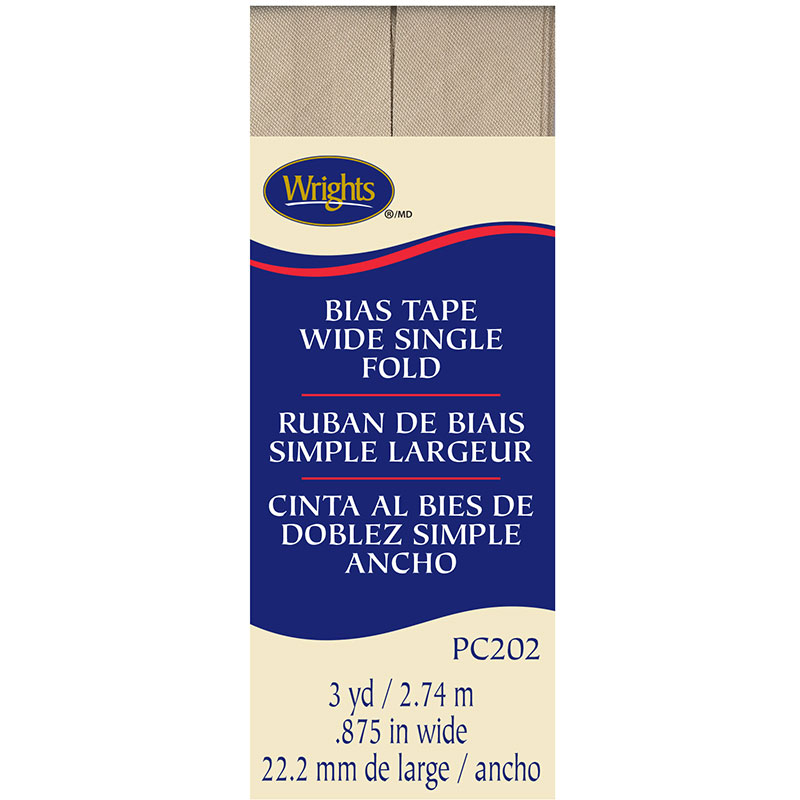 Wrights
®/MD
BIAS TAPE
WIDE SINGLE
FOLD
RUBAN DE BIAIS
SIMPLE LARGEUR
CINTA AL BIES DE
DOBLEZ SIMPLE
ANCHO
PC202
3 yd / 2.74 m
.875 in wide
22.2 mm de large / ancho